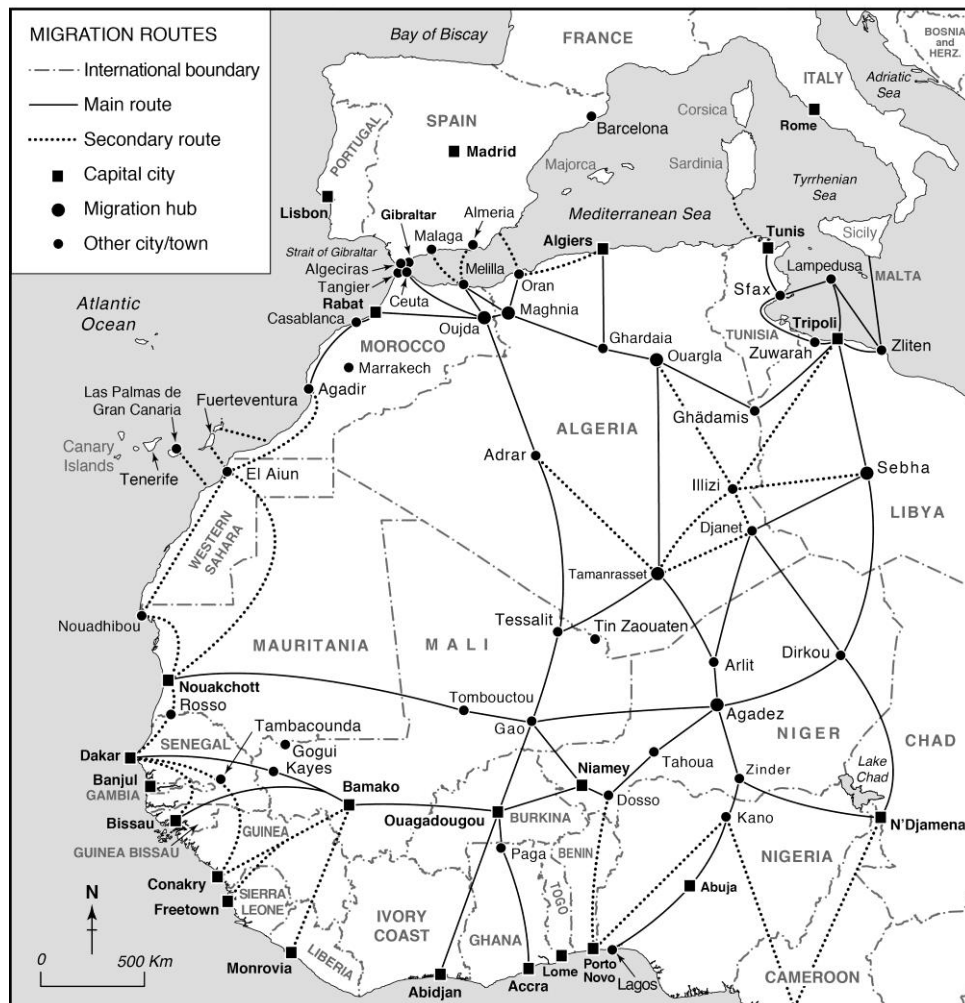 MIGRATION ROUTES
International boundary
Main route
Secondary route
Capital city
Migration hub
Other city/town
Bay of Biscay
FRANCE
BOSNIA
and
HERZ.
ITALY
Adriatic
Sea
Corsica
Rome
Barcelona
SPAIN
PORTUGAL
Madrid
Majorca
Sardinia
Tyrrhenian
Sea
Lisbon
Gibraltar
Almeria
Malaga
Mediterranean Sea
Sicily
Strait of Gibraltar
Algiers
Tunis
Algeciras
Tangier
Melilla
Oran
Lampedusa
MALTA
Sfax
Atlantic
Ocean
Rabat
Ceuta
Casablanca
Oujda
Maghnia
Tripoli
TUNISIA
Zuwarah
Zliten
MOROCCO
Ghardaia
Ouargla
Marrakech
Agadir
Las Palmas de
Gran Canaria
Fuerteventura
Ghädamis
ALGERIA
Canary
Islands
Tenerife
El Aiun
Adrar
Illizi
Sebha
LIBYA
WESTERN
SAHARA
Djanet
Tamanrasset
Nouadhibou
Tessalit
Tin Zaouaten
MAURITANIA
MALI
Arlit
Dirkou
Nouakchott
Rosso
Tombouctou
Gao
Agadez
NIGER
CHAD
Tambacounda
SENEGAL
Gogui
Kayes
Dakar
Banjul
GAMBIA
Bamako
Niamey
Tahoua
Zinder
Lake
Chad
Dosso
Bissau
Ouagadougou
BURKINA
Kano
N'Djamena
GUINEA
GUINEA BISSAU
Paga
BENIN
NIGERIA
Conakry
Freetown
SIERRA
LEONE
Abuja
TOGO
IVORY
COAST
GHANA
N
0 500 Km
LIBERIA
Monrovia
Abidjan
Accra
Lome
Porto
Novo
Lagos
CAMEROON